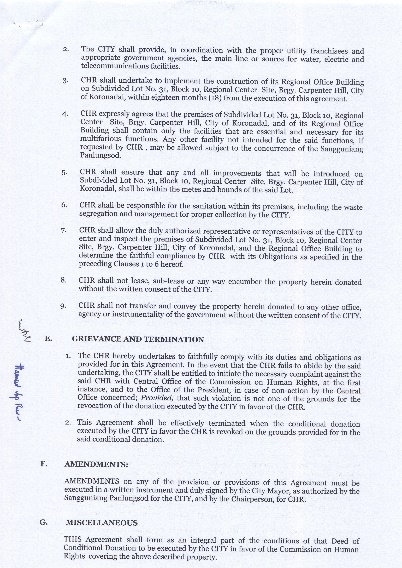 2. The CITY shall provide, in coordination with the proper utility franchisees and
appropriate government agencies, the main line or source for water, electric and
telecommunications facilities.
3. CHR shall undertake to implement the construction of its Regional Office Building
on Subdivided Lot No. 31, Block 10, Regional Center Site, Brgy. Carpenter Hill, City
of Koronadal, within eighteen months (18) from the execution of this agreement.
4. CHR expressly agrees that the premises of Subdivided Lot No. 31, Block 10, Regional
Center Site, Brgy. Carpenter Hill, City of Koronadal, and of its Regional Office
Building shall contain only the facilities that are essential and necessary for its
multifarious functions. Any other facility not intended for the said functions, if
requested by CHR , may be allowed subject to the concurrence of the Sangguniang
Panlungsod.
5. CHR shall ensure that any and all improvements that will be introduced on
Subdivided Lot No. 31, Block 10, Regional Center Site, Brgy. Carpenter Hill, City of
Koronadal, shall be within the metes and bounds of the said Lot.
6. CHR shall be responsible for the sanitation within its premises, including the waste
segregation and management for proper collection by the CITY.
7. CHR shall allow the duly authorized representative or representatives of the CITY to
enter and inspect the premises of Subdivided Lot No. 31, Block 10, Regional Center
Site, Brgy. Carpenter Hill, City of Koronadal, and the Regional Office Building to
determine the faithful compliance by CHR with its Obligations as specified in the
preceding Clauses 1 to 6 hereof.
8. CHR shall not lease, sub-lease or any way encumber the property herein donated
without the written consent of the CITY.
9. CHR shall not transfer and convey the property herein donated to any other office,
agency or instrumentality of the government without the written consent of the CITY.
E. GRIEVANCE AND TERMINATION
1. The CHR hereby undertakes to faithfully comply with its duties and obligations as
provided for in this Agreement. In the event that the CHR fails to abide by the said
undertaking, the CITY shall be entitled to initiate the necessary complaint against the
said CHR with Central Office of the Commission on Human Rights, at the first
instance, and to the Office of the President, in case of non-action by the Central
Office concerned; Provided, that such violation is not one of the grounds for the
revocation of the donation executed by the CITY in favor of the CHR.
2. This Agreement shall be effectively terminated when the conditional donation
executed by the CITY in favor the CHR is revoked on the grounds provided for in the
said conditional donation.
F. AMENDMENTS:
AMENDMENTS on any of the provision or provisions of this Agreement must be
executed in a written instrument and duly signed by the City Mayor, as authorized by the
Sangguniang Panlungsod for the CITY, and by the Chairperson, for CHR.
G. MISCELLANEOUS
THIS Agreement shall form as an integral part of the conditions of that Deed of
Conditional Donation to be executed by the CITY in favor of the Commission on Human
Rights covering the above described property.